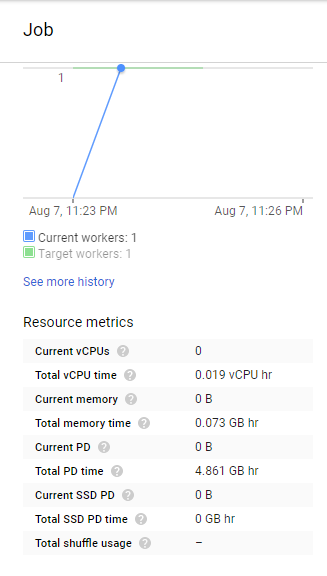 Job
1
Aug 7, 11:23 PM Aug 7, 11:26 PM
Current workers: 1
Target workers: 1
See more history
Resource metrics
Current vCPUs ? 0
Total vCPU time ? 0.019 vCPU hr
Current memory ? 0 B
Total memory time ? 0.073 GB hr
Current PD ? 0 B
Total PD time ? 4.861 GB hr
Current SSD PD ? 0 B
Total SSD PD time ? 0 GB hr
Total shuffle usage ? –